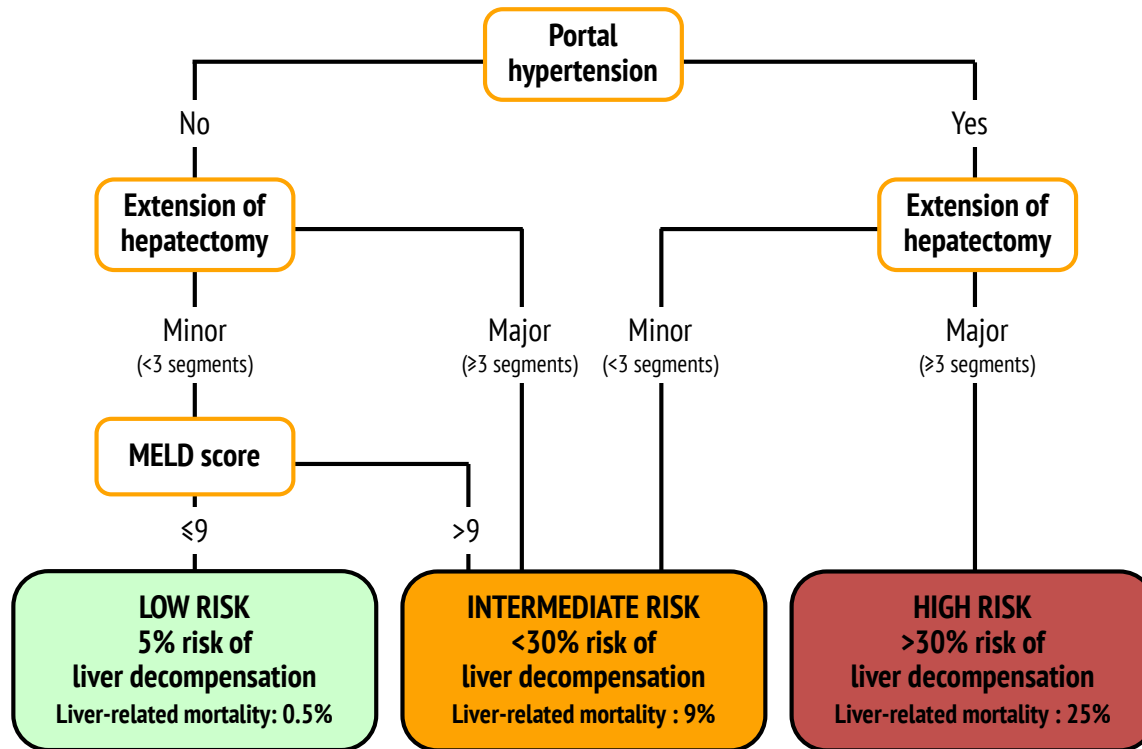 Portal
hypertension
No
Yes
Extension of
hepatectomy
Extension of
hepatectomy
Minor
(<3 segments)
Major
(⩾3 segments)
Minor
(<3 segments)
Major
(⩾3 segments)
MELD score
⩽9
>9
LOW RISK
5% risk of
liver decompensation
Liver-related mortality: 0.5%
INTERMEDIATE RISK
<30% risk of
liver decompensation
Liver-related mortality : 9%
HIGH RISK
>30% risk of
liver decompensation
Liver-related mortality : 25%